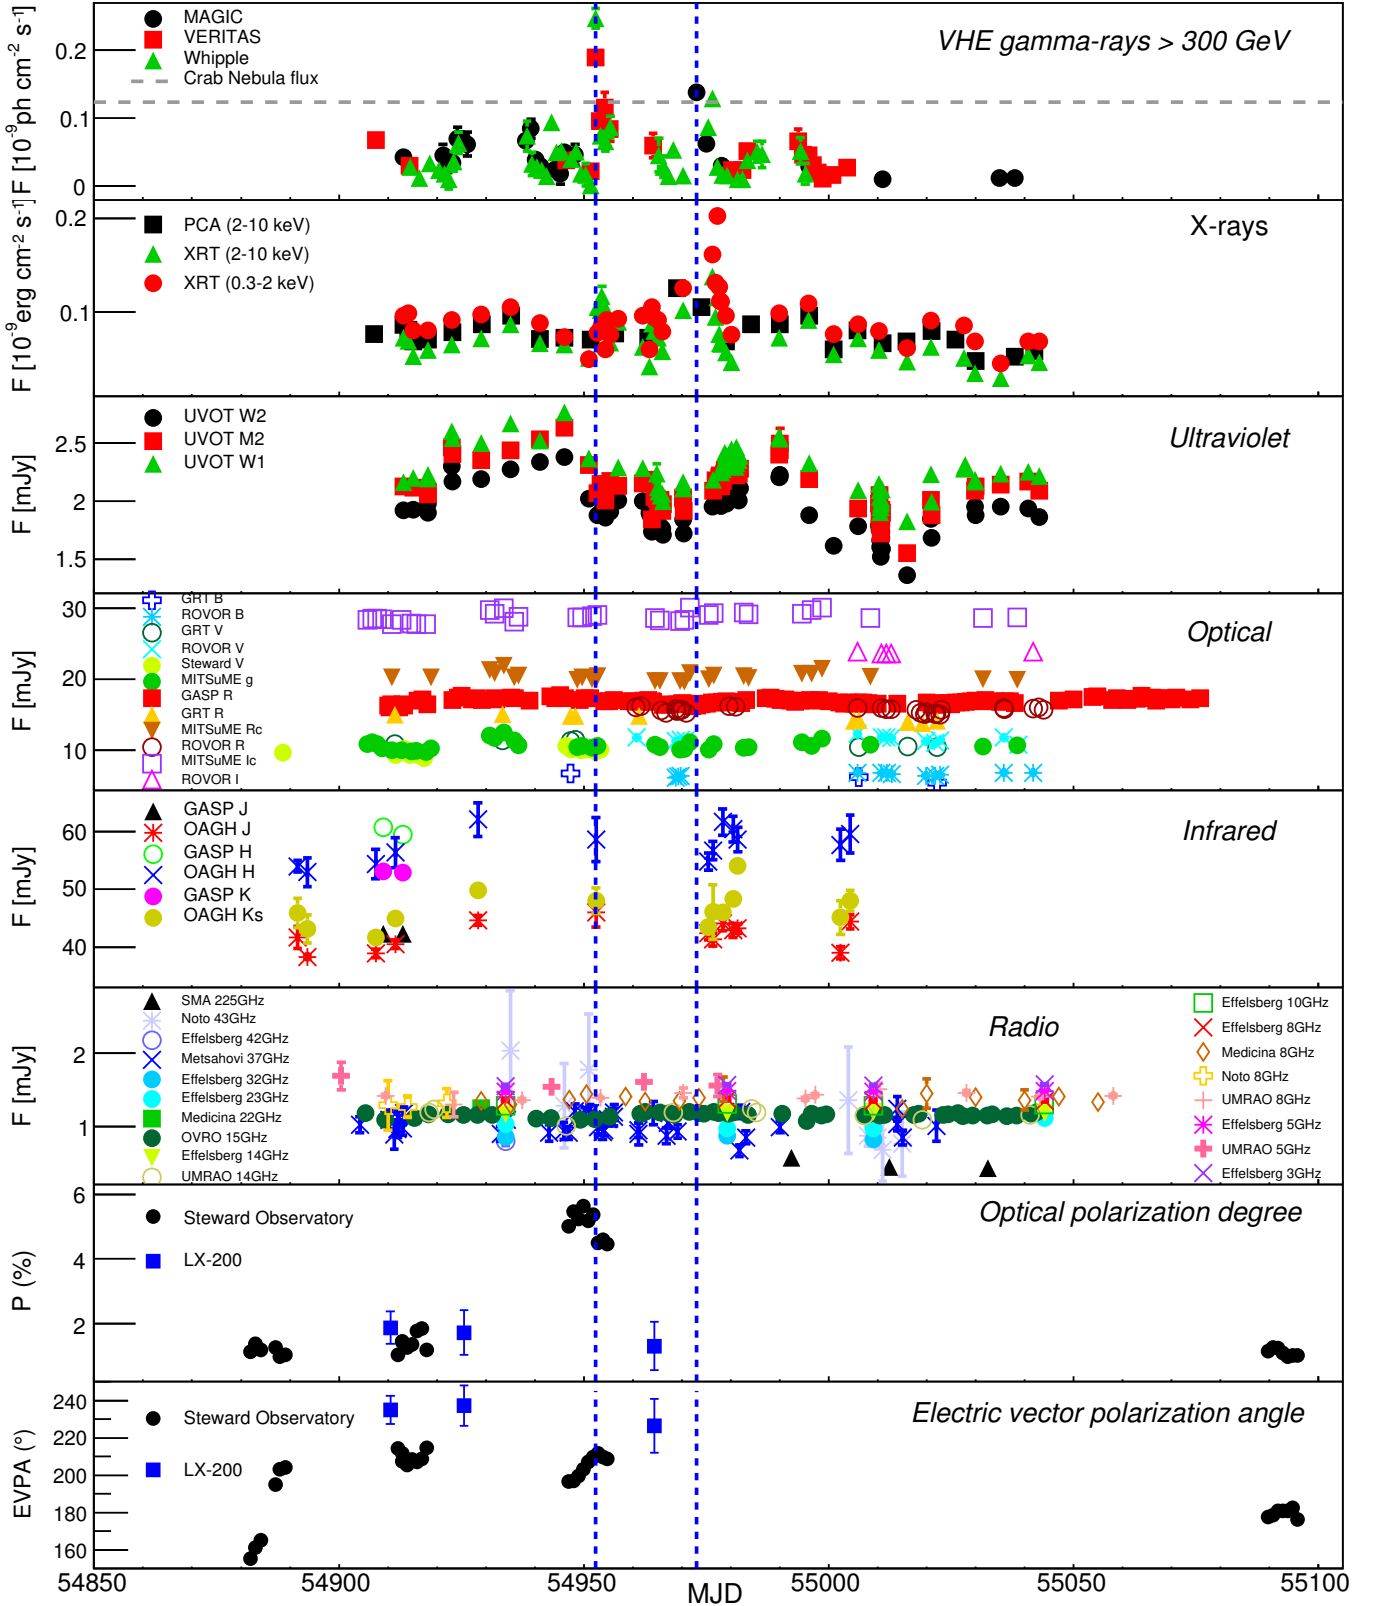 F [10⁻⁹ph cm⁻² s⁻¹]
0.2
0.1
0
MAGIC
VERITAS
Whipple
Crab Nebula flux
VHE gamma-rays > 300 GeV
F [10⁻⁹erg cm⁻² s⁻¹]
0.2
0.1
PCA (2-10 keV)
XRT (2-10 keV)
XRT (0.3-2 keV)
X-rays
F [mJy]
2.5
2
1.5
UVOT W2
UVOT M2
UVOT W1
Ultraviolet
F [mJy]
30
20
10
GRT B
ROVOR B
GRT V
ROVOR V
Steward V
MITSuME g
GASP R
GRT R
MITSuME Rc
ROVOR R
MITSuME Ic
ROVOR I
Optical
F [mJy]
60
50
40
GASP J
OAGH J
GASP H
OAGH H
GASP K
OAGH Ks
Infrared
F [mJy]
2
1
SMA 225GHz
Noto 43GHz
Effelsberg 42GHz
Metsahovi 37GHz
Effelsberg 32GHz
Effelsberg 23GHz
Medicina 22GHz
OVRO 15GHz
Effelsberg 14GHz
UMRAO 14GHz
Radio
Effelsberg 10GHz
Effelsberg 8GHz
Medicina 8GHz
Noto 8GHz
UMRAO 8GHz
Effelsberg 5GHz
UMRAO 5GHz
Effelsberg 3GHz
P (%)
6
4
2
Steward Observatory
LX-200
Optical polarization degree
EVPA (°)
240
220
200
180
160
Steward Observatory
LX-200
Electric vector polarization angle
54850
54900
54950
55000
55050
55100
MJD